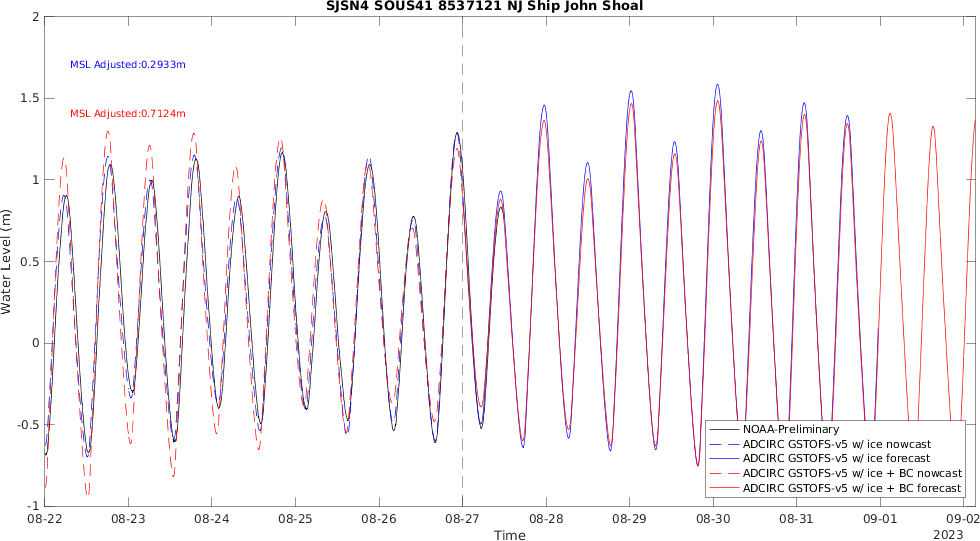 SJSN4 SOUS41 8537121 NJ Ship John Shoal
2
1.5
1
0.5
0
-0.5
-1
Water Level (m)
MSL Adjusted:0.2933m
MSL Adjusted:0.7124m
NOAA-Preliminary
ADCIRC GSTOFS-v5 w/ ice nowcast
ADCIRC GSTOFS-v5 w/ ice forecast
ADCIRC GSTOFS-v5 w/ ice + BC nowcast
ADCIRC GSTOFS-v5 w/ ice + BC forecast
08-22 08-23 08-24 08-25 08-26 08-27 08-28 08-29 08-30 08-31 09-01 09-02
Time
2023